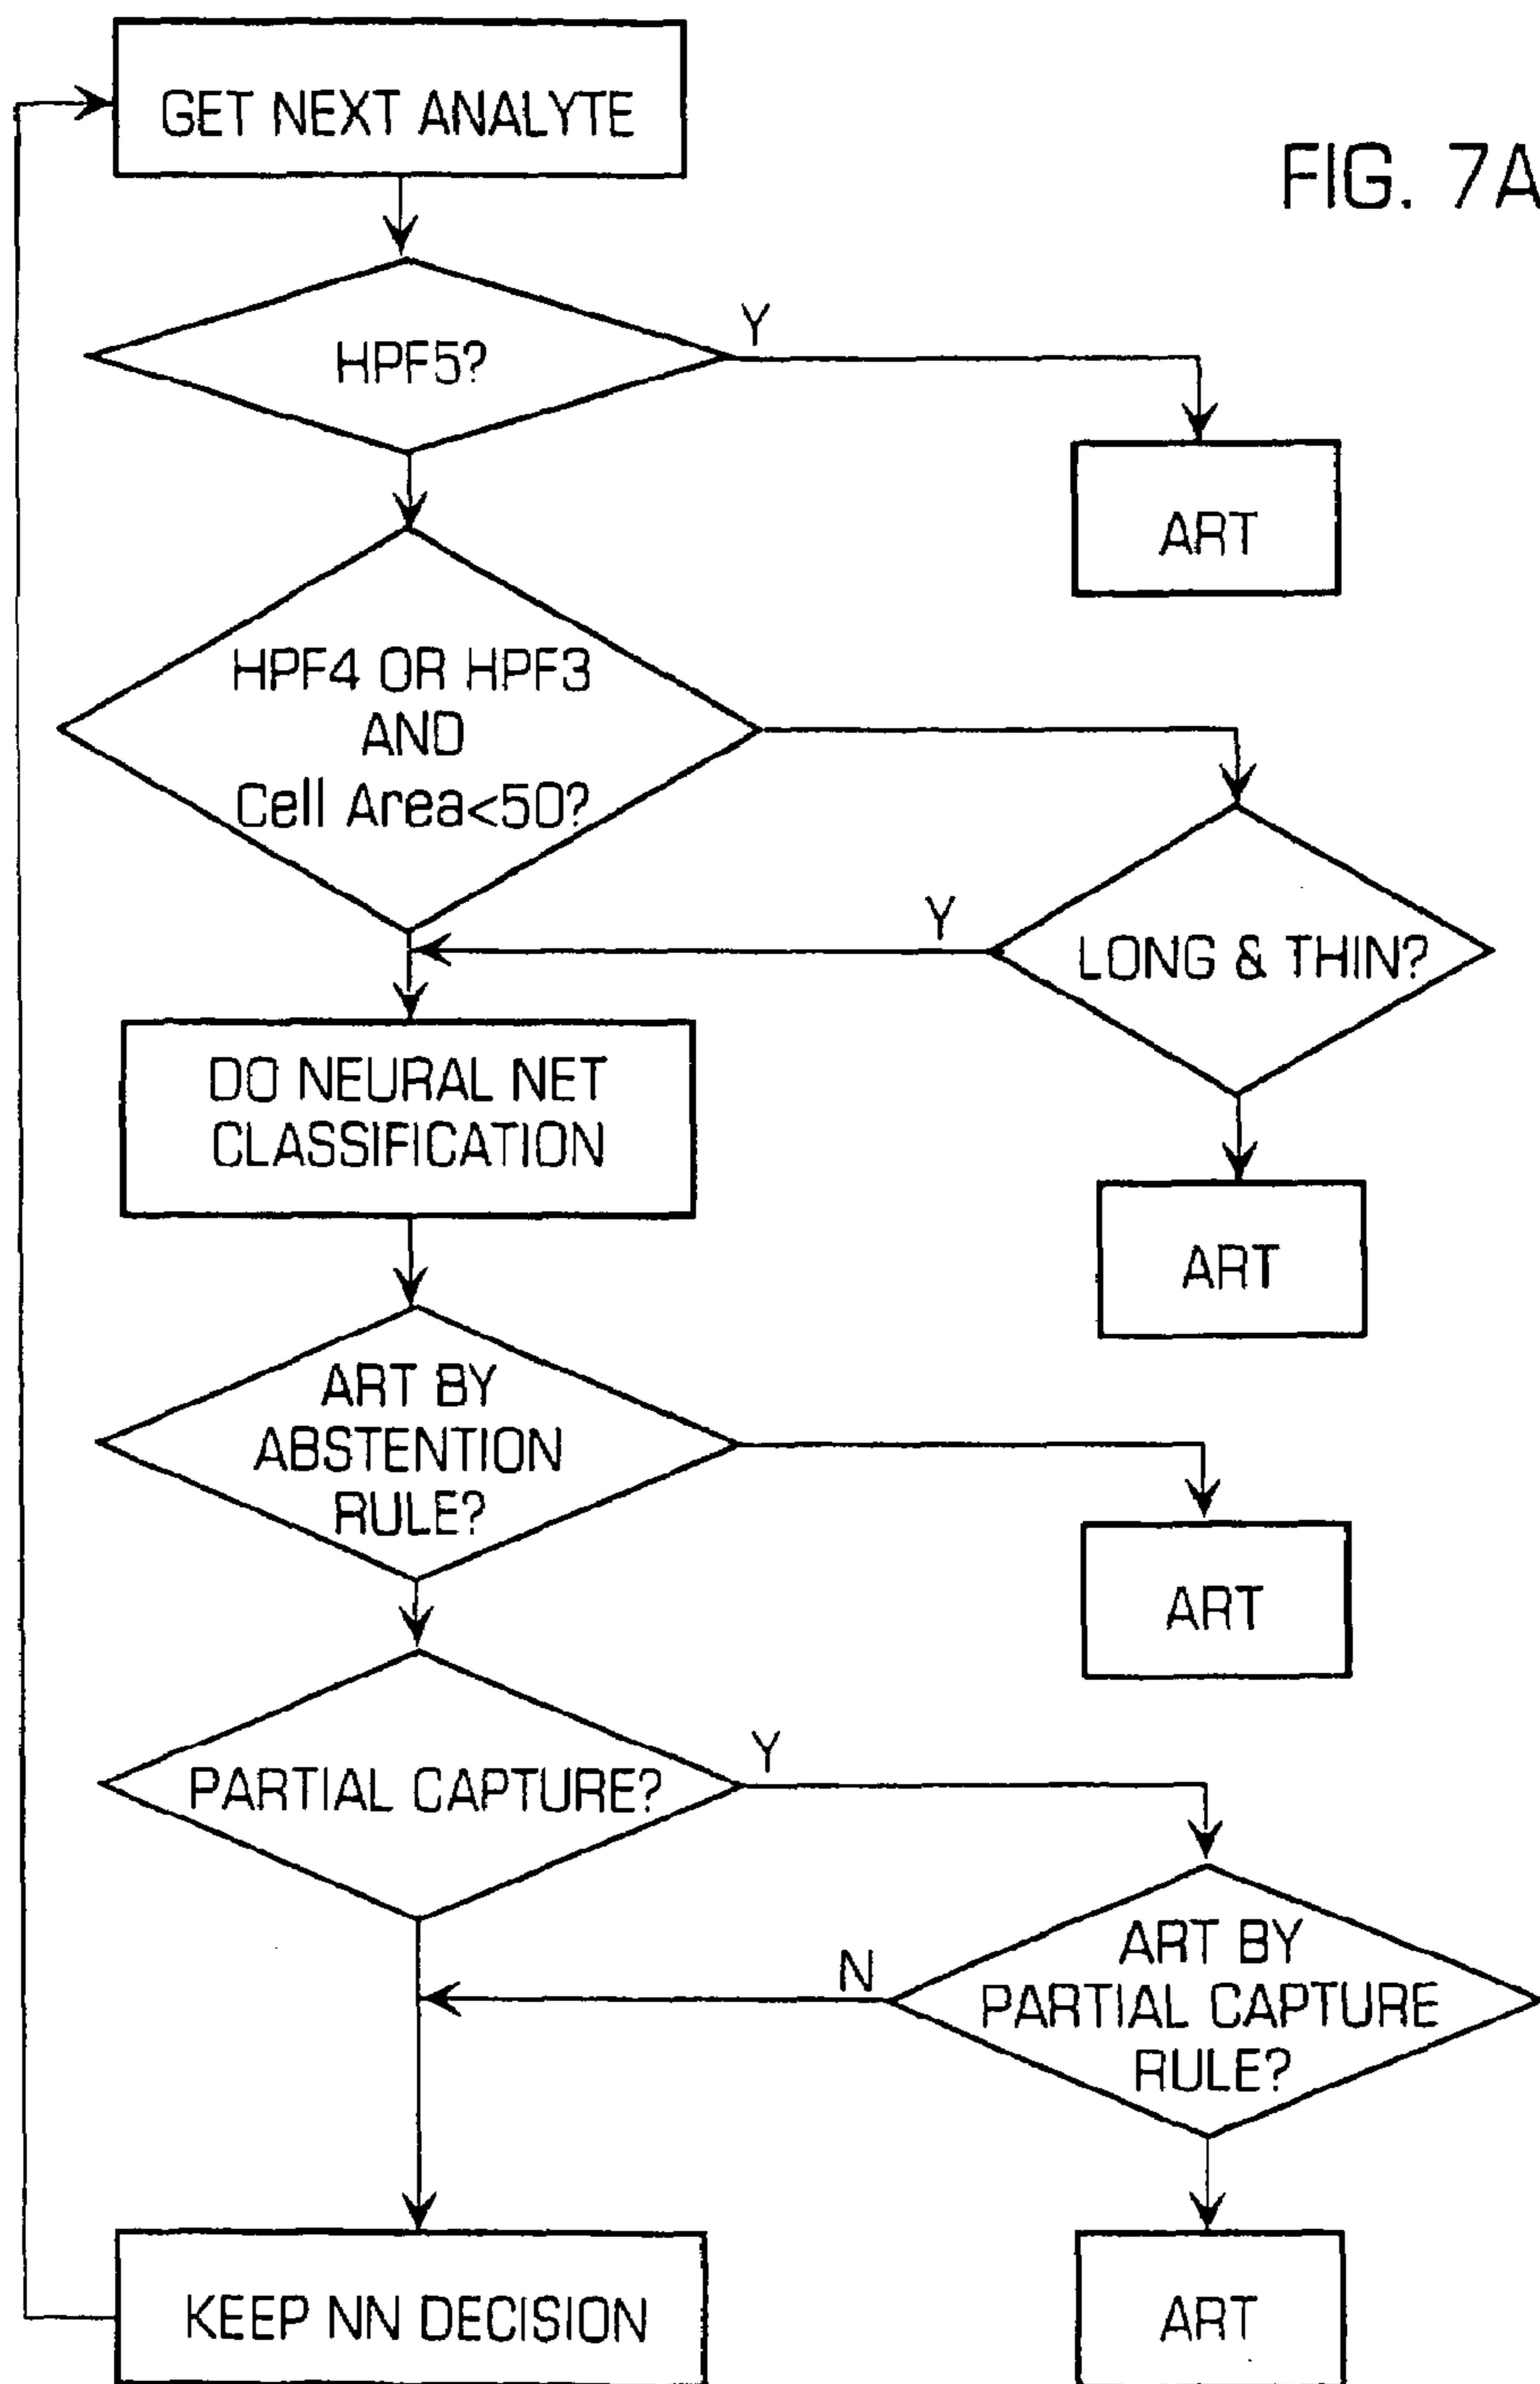 GET NEXT ANALYTE
FIG. 7A
HPF5?
Y
ART
HPF4 OR HPF3
AND
Cell Area<50?
Y
LONG & THIN?
DO NEURAL NET
CLASSIFICATION
ART
ART BY
ABSTENTION
RULE?
ART
PARTIAL CAPTURE?
Y
N
ART BY
PARTIAL CAPTURE
RULE?
KEEP NN DECISION
ART